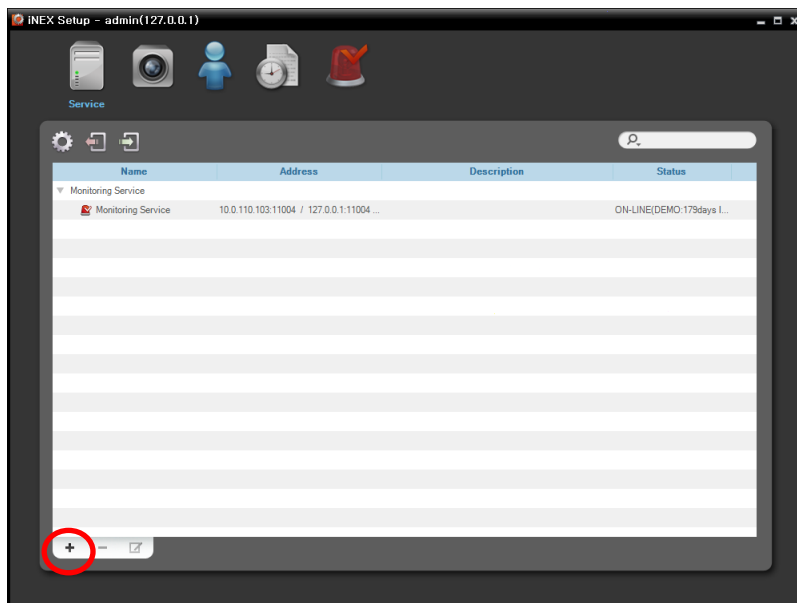 iNEX Setup - admin(127.0.0.1)
Service
Name Address Description Status
Monitoring Service
Monitoring Service 10.0.110.103:11004 / 127.0.0.1:11004 ... ON-LINE(DEMO:179days l...